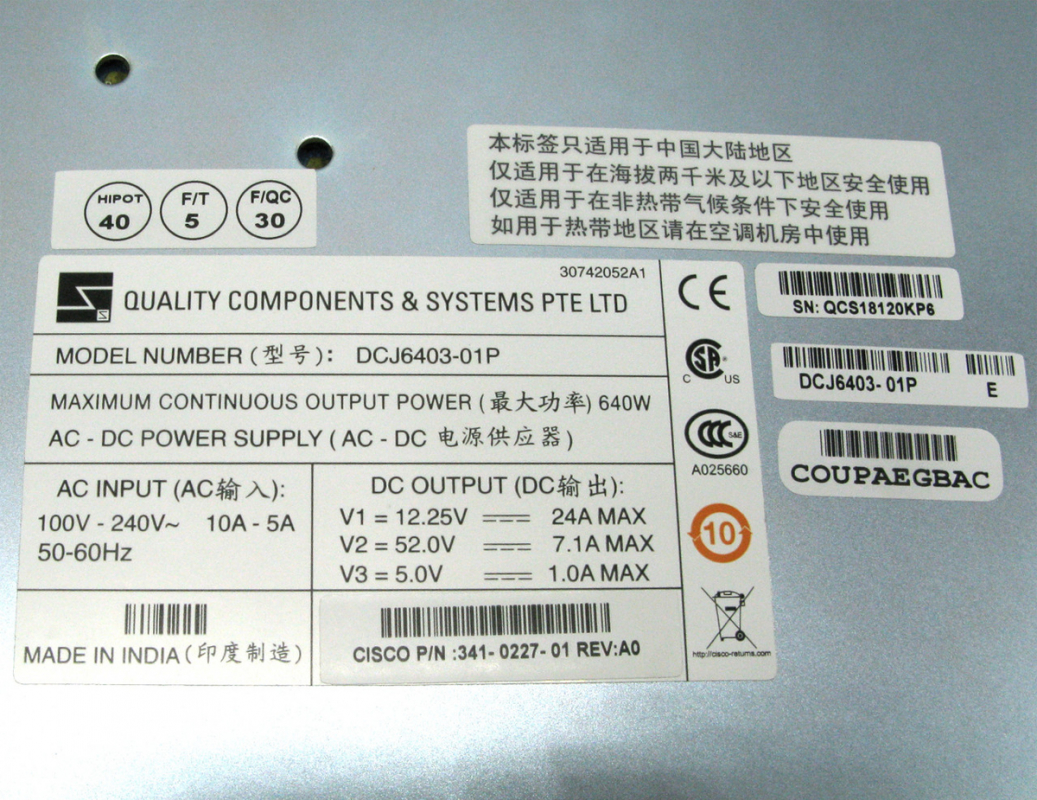 本标签只适用于中国大陆地区
仅适用于在海拔两千米及以下地区安全使用
仅适用于在非热带气候条件下安全使用
如用于热带地区请在空调机房中使用
HIPOT
40
F/T
5
F/QC
30
30742052A1
QUALITY COMPONENTS & SYSTEMS PTE LTD
MODEL NUMBER (型号): DCJ6403-01P
MAXIMUM CONTINUOUS OUTPUT POWER (最大功率) 640W
AC - DC POWER SUPPLY ( AC - DC 电源供应器)
AC INPUT (AC输入):
100V - 240V~ 10A - 5A
50-60Hz
DC OUTPUT (DC输出):
V1 = 12.25V 24A MAX
V2 = 52.0V 7.1A MAX
V3 = 5.0V 1.0A MAX
MADE IN INDIA (印度制造)
CISCO P/N :341- 0227- 01 REV:A0
CE
SA
C US
CCC S&E
A025660
10
http://cisco-returns.com
SN: QCS18120KP6
DCJ6403- 01P E
COUPAEGBAC